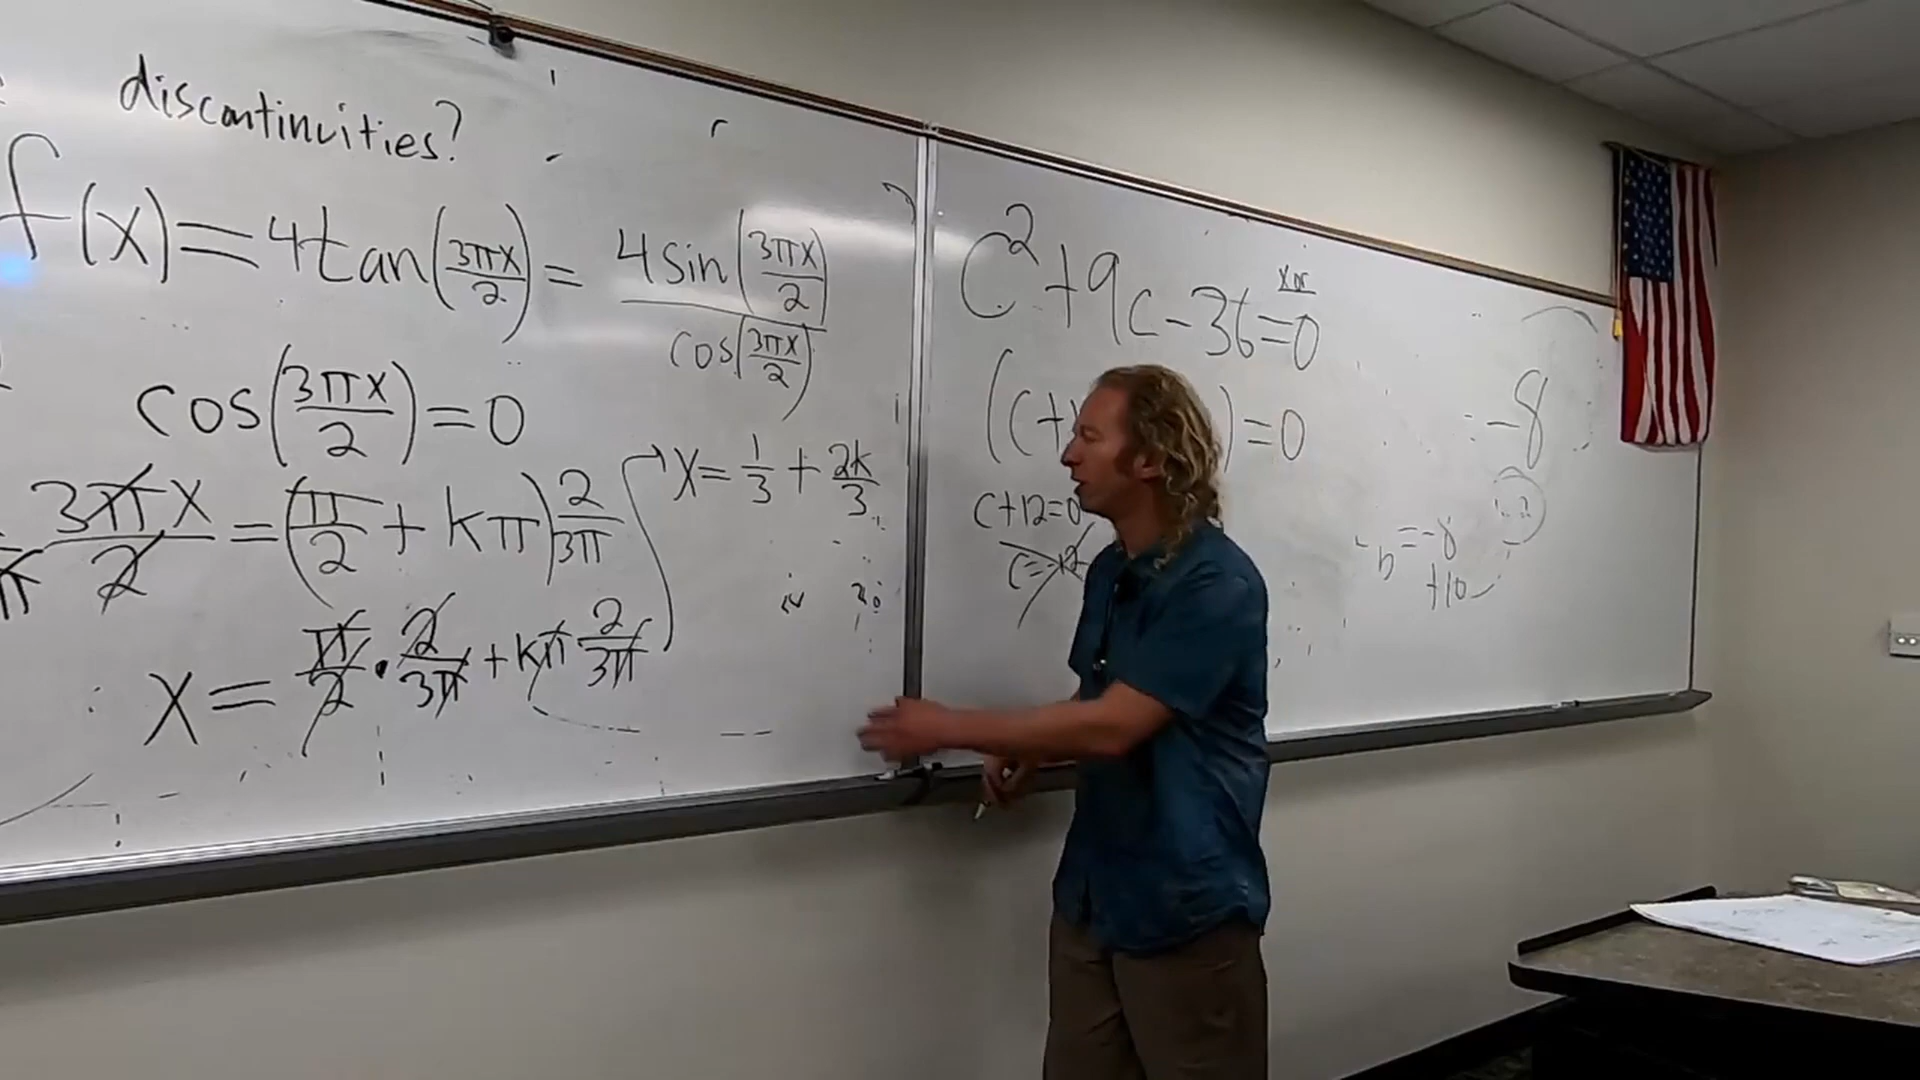 discontinuities?
f(x)=4tan(3πx/2)=4sin(3πx/2)/cos(3πx/2)
cos(3πx/2)=0
3πx/2=(π/2+kπ)2/3π
x=π/2·2/3π+kπ·2/3π
x=1/3+2k/3
c²+9c-36=0
xor
(c+
)=0
c+12=0
c=-12
-8
b=-8
+10